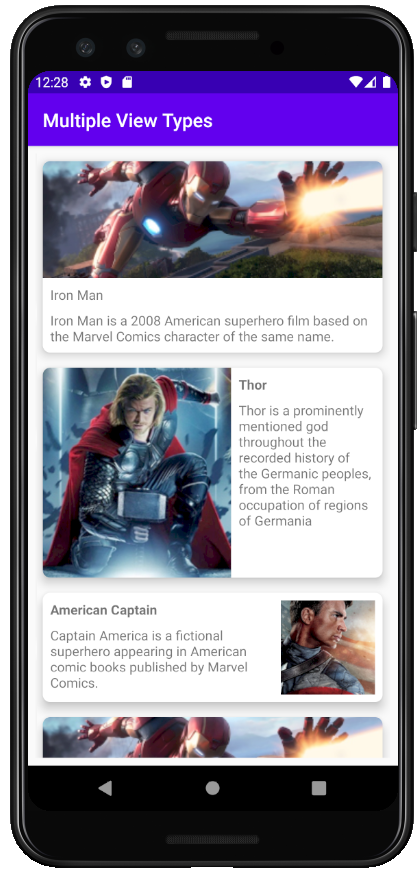 12:28
Multiple View Types
Iron Man
Iron Man is a 2008 American superhero film based on
the Marvel Comics character of the same name.
Thor
Thor is a prominently
mentioned god
throughout the
recorded history of
the Germanic peoples,
from the Roman
occupation of regions
of Germania
American Captain
Captain America is a fictional
superhero appearing in American
comic books published by Marvel
Comics.